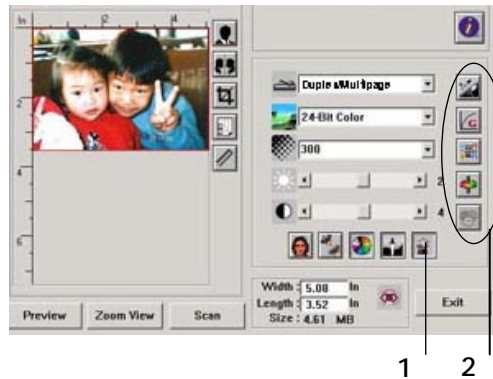 In 2 4
2
4
6
Duplex/Multipage
24-Bit Color
300
2
4
G
i
Width : 5.08 In
Length : 3.52 In
Size : 4.61 MB
Preview Zoom View Scan Exit
1 2